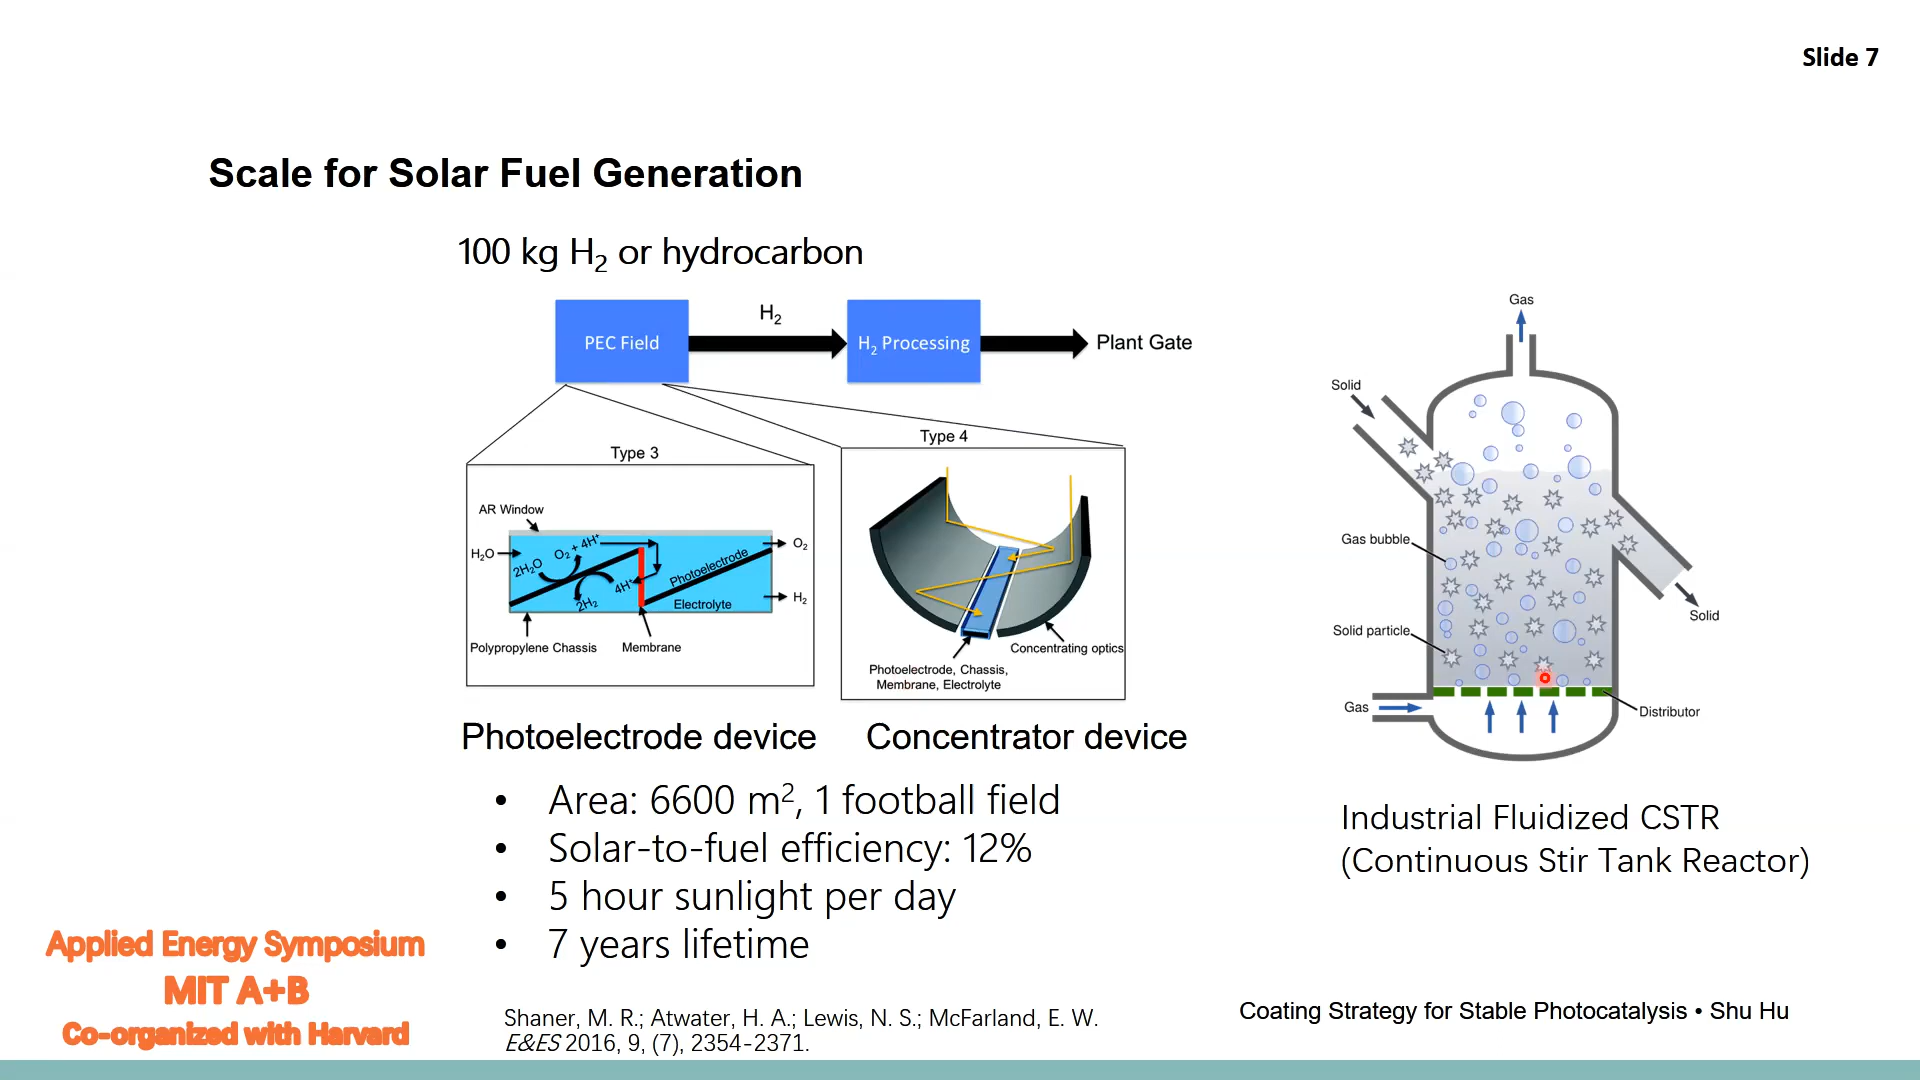 Slide 7
Scale for Solar Fuel Generation
100 kg H₂ or hydrocarbon
PEC Field
H₂
H₂ Processing
Plant Gate
Type 3
AR Window
H₂O
2H₂O
O₂ + 4H⁺
4H⁺
2H₂
Photoelectrode
Electrolyte
O₂
H₂
Polypropylene Chassis
Membrane
Type 4
Concentrating optics
Photoelectrode, Chassis,
Membrane, Electrolyte
Photoelectrode device
Concentrator device
• Area: 6600 m², 1 football field
• Solar-to-fuel efficiency: 12%
• 5 hour sunlight per day
• 7 years lifetime
Gas
Solid
Gas bubble
Solid particle
Solid
Gas
Distributor
Industrial Fluidized CSTR
(Continuous Stir Tank Reactor)
Applied Energy Symposium
MIT A+B
Co-organized with Harvard
Shaner, M. R.; Atwater, H. A.; Lewis, N. S.; McFarland, E. W.
E&ES 2016, 9, (7), 2354-2371.
Coating Strategy for Stable Photocatalysis • Shu Hu